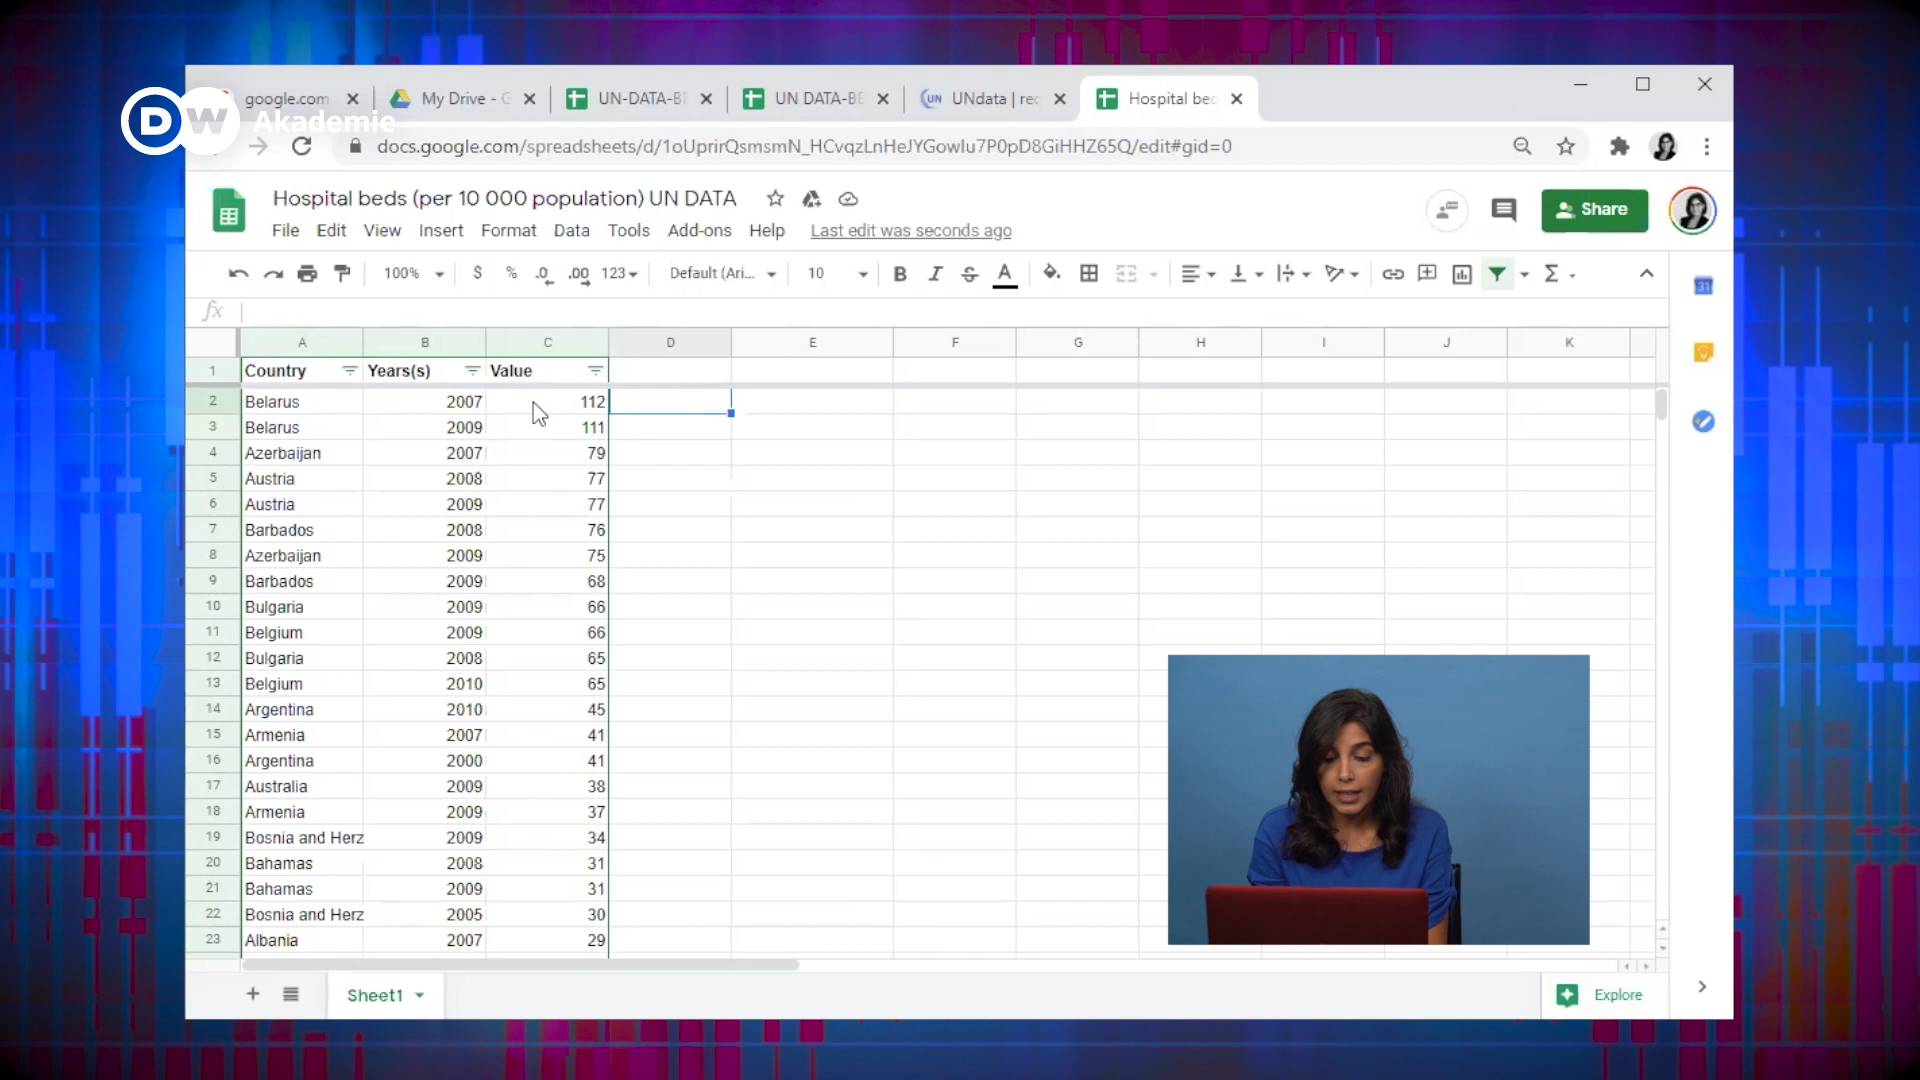 google.com
My Drive - G
UN-DATA-BE
UN DATA-BE
UNdata | rec
Hospital bec
DW Akademie
docs.google.com/spreadsheets/d/1oUprirQsmsmN_HCvqzLnHeJYGowIu7P0pD8GiHHZ65Q/edit#gid=0
Hospital beds (per 10 000 population) UN DATA
Share
File Edit View Insert Format Data Tools Add-ons Help Last edit was seconds ago
100% $ % .0 .00 123 Default (Ari... 10 B I S A Σ
31
fx
A B C D E F G H I J K
1 Country Years(s) Value
2 Belarus 2007 112
3 Belarus 2009 111
4 Azerbaijan 2007 79
5 Austria 2008 77
6 Austria 2009 77
7 Barbados 2008 76
8 Azerbaijan 2009 75
9 Barbados 2009 68
10 Bulgaria 2009 66
11 Belgium 2009 66
12 Bulgaria 2008 65
13 Belgium 2010 65
14 Argentina 2010 45
15 Armenia 2007 41
16 Argentina 2000 41
17 Australia 2009 38
18 Armenia 2009 37
19 Bosnia and Herz 2009 34
20 Bahamas 2008 31
21 Bahamas 2009 31
22 Bosnia and Herz 2005 30
23 Albania 2007 29
Sheet1
Explore